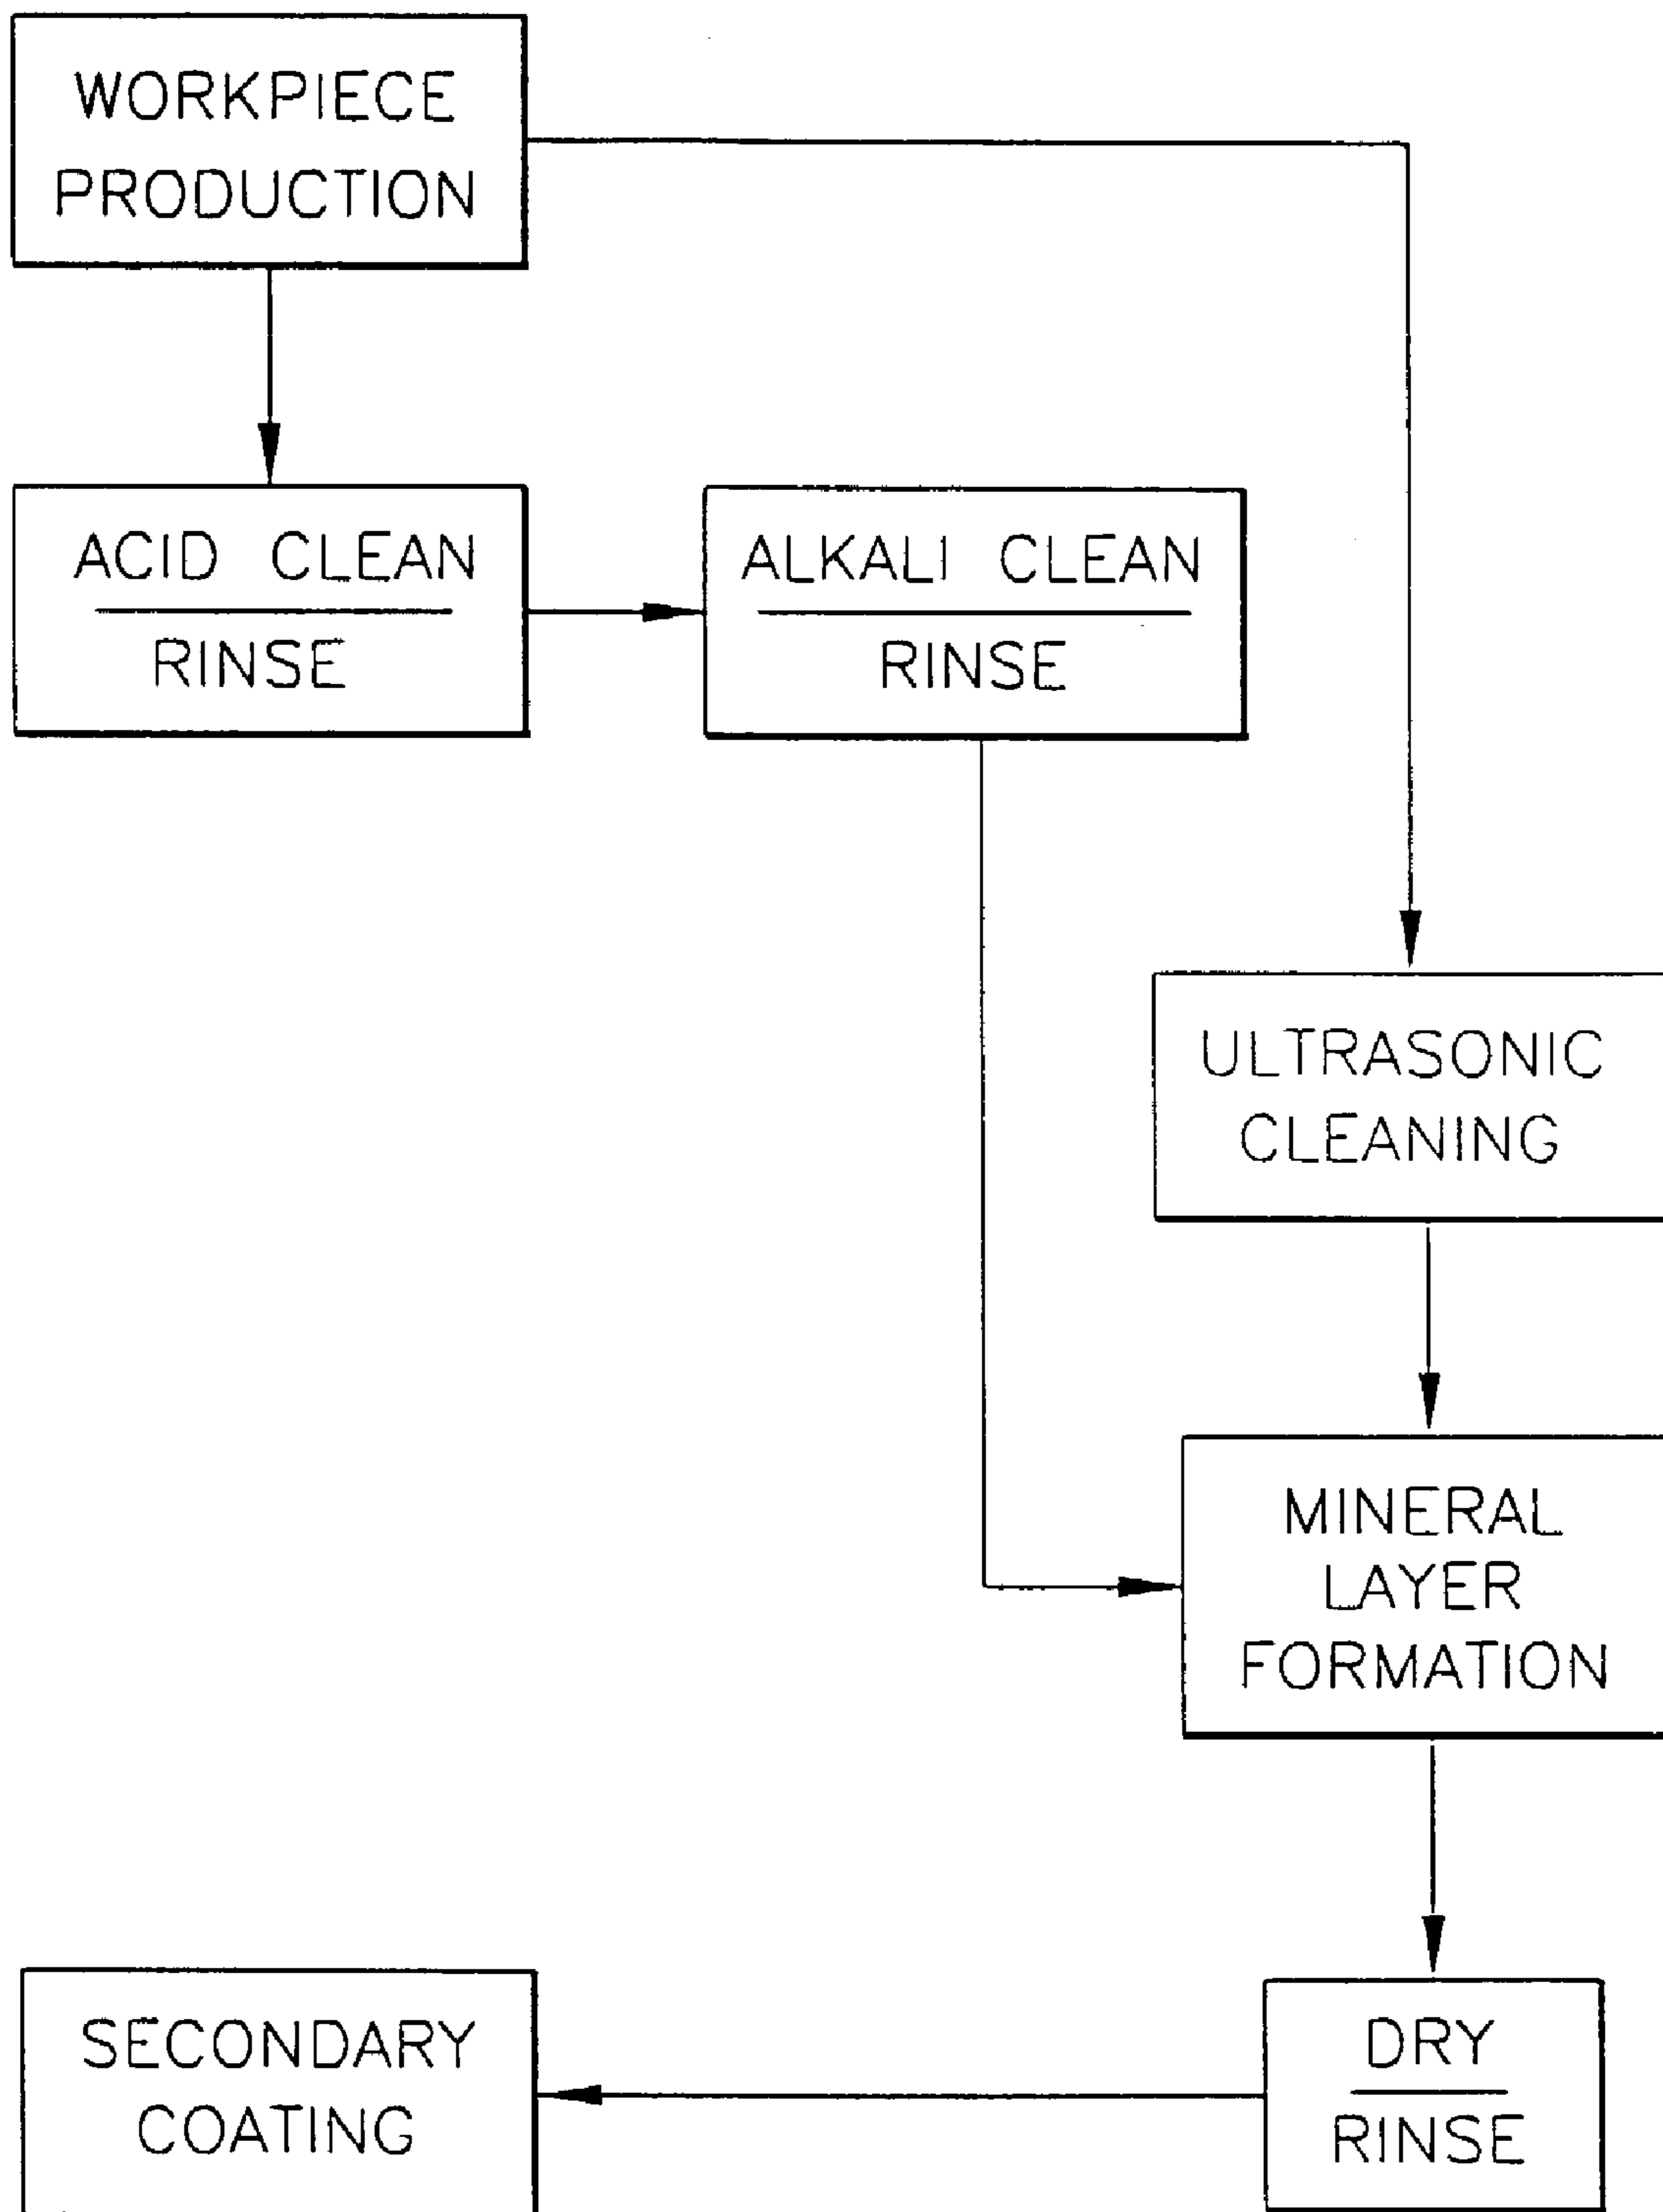 WORKPIECE
PRODUCTION
ACID CLEAN
RINSE
ALKALI CLEAN
RINSE
ULTRASONIC
CLEANING
MINERAL
LAYER
FORMATION
SECONDARY
COATING
DRY
RINSE